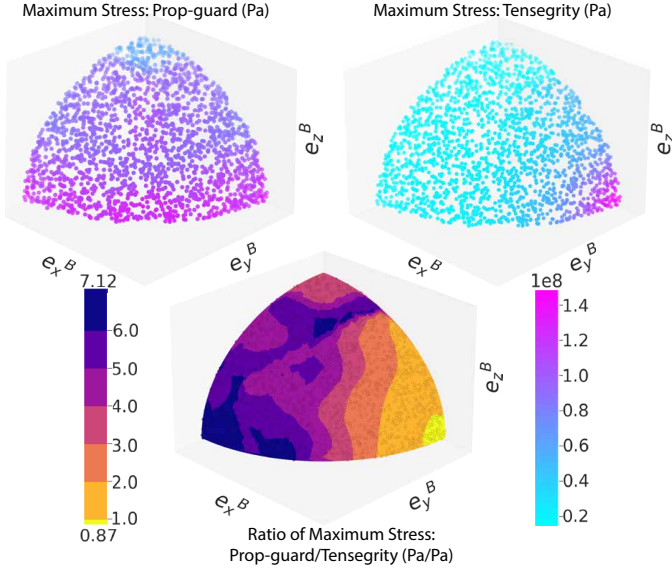 Maximum Stress: Prop-guard (Pa)
Maximum Stress: Tensegrity (Pa)
e_z^B
e_z^B
e_x^B
e_y^B
e_x^B
e_y^B
7.12
6.0
5.0
4.0
3.0
2.0
1.0
0.87
e_z^B
e_x^B
e_y^B
1e8
1.4
1.2
1.0
0.8
0.6
0.4
0.2
Ratio of Maximum Stress:
Prop-guard/Tensegrity (Pa/Pa)